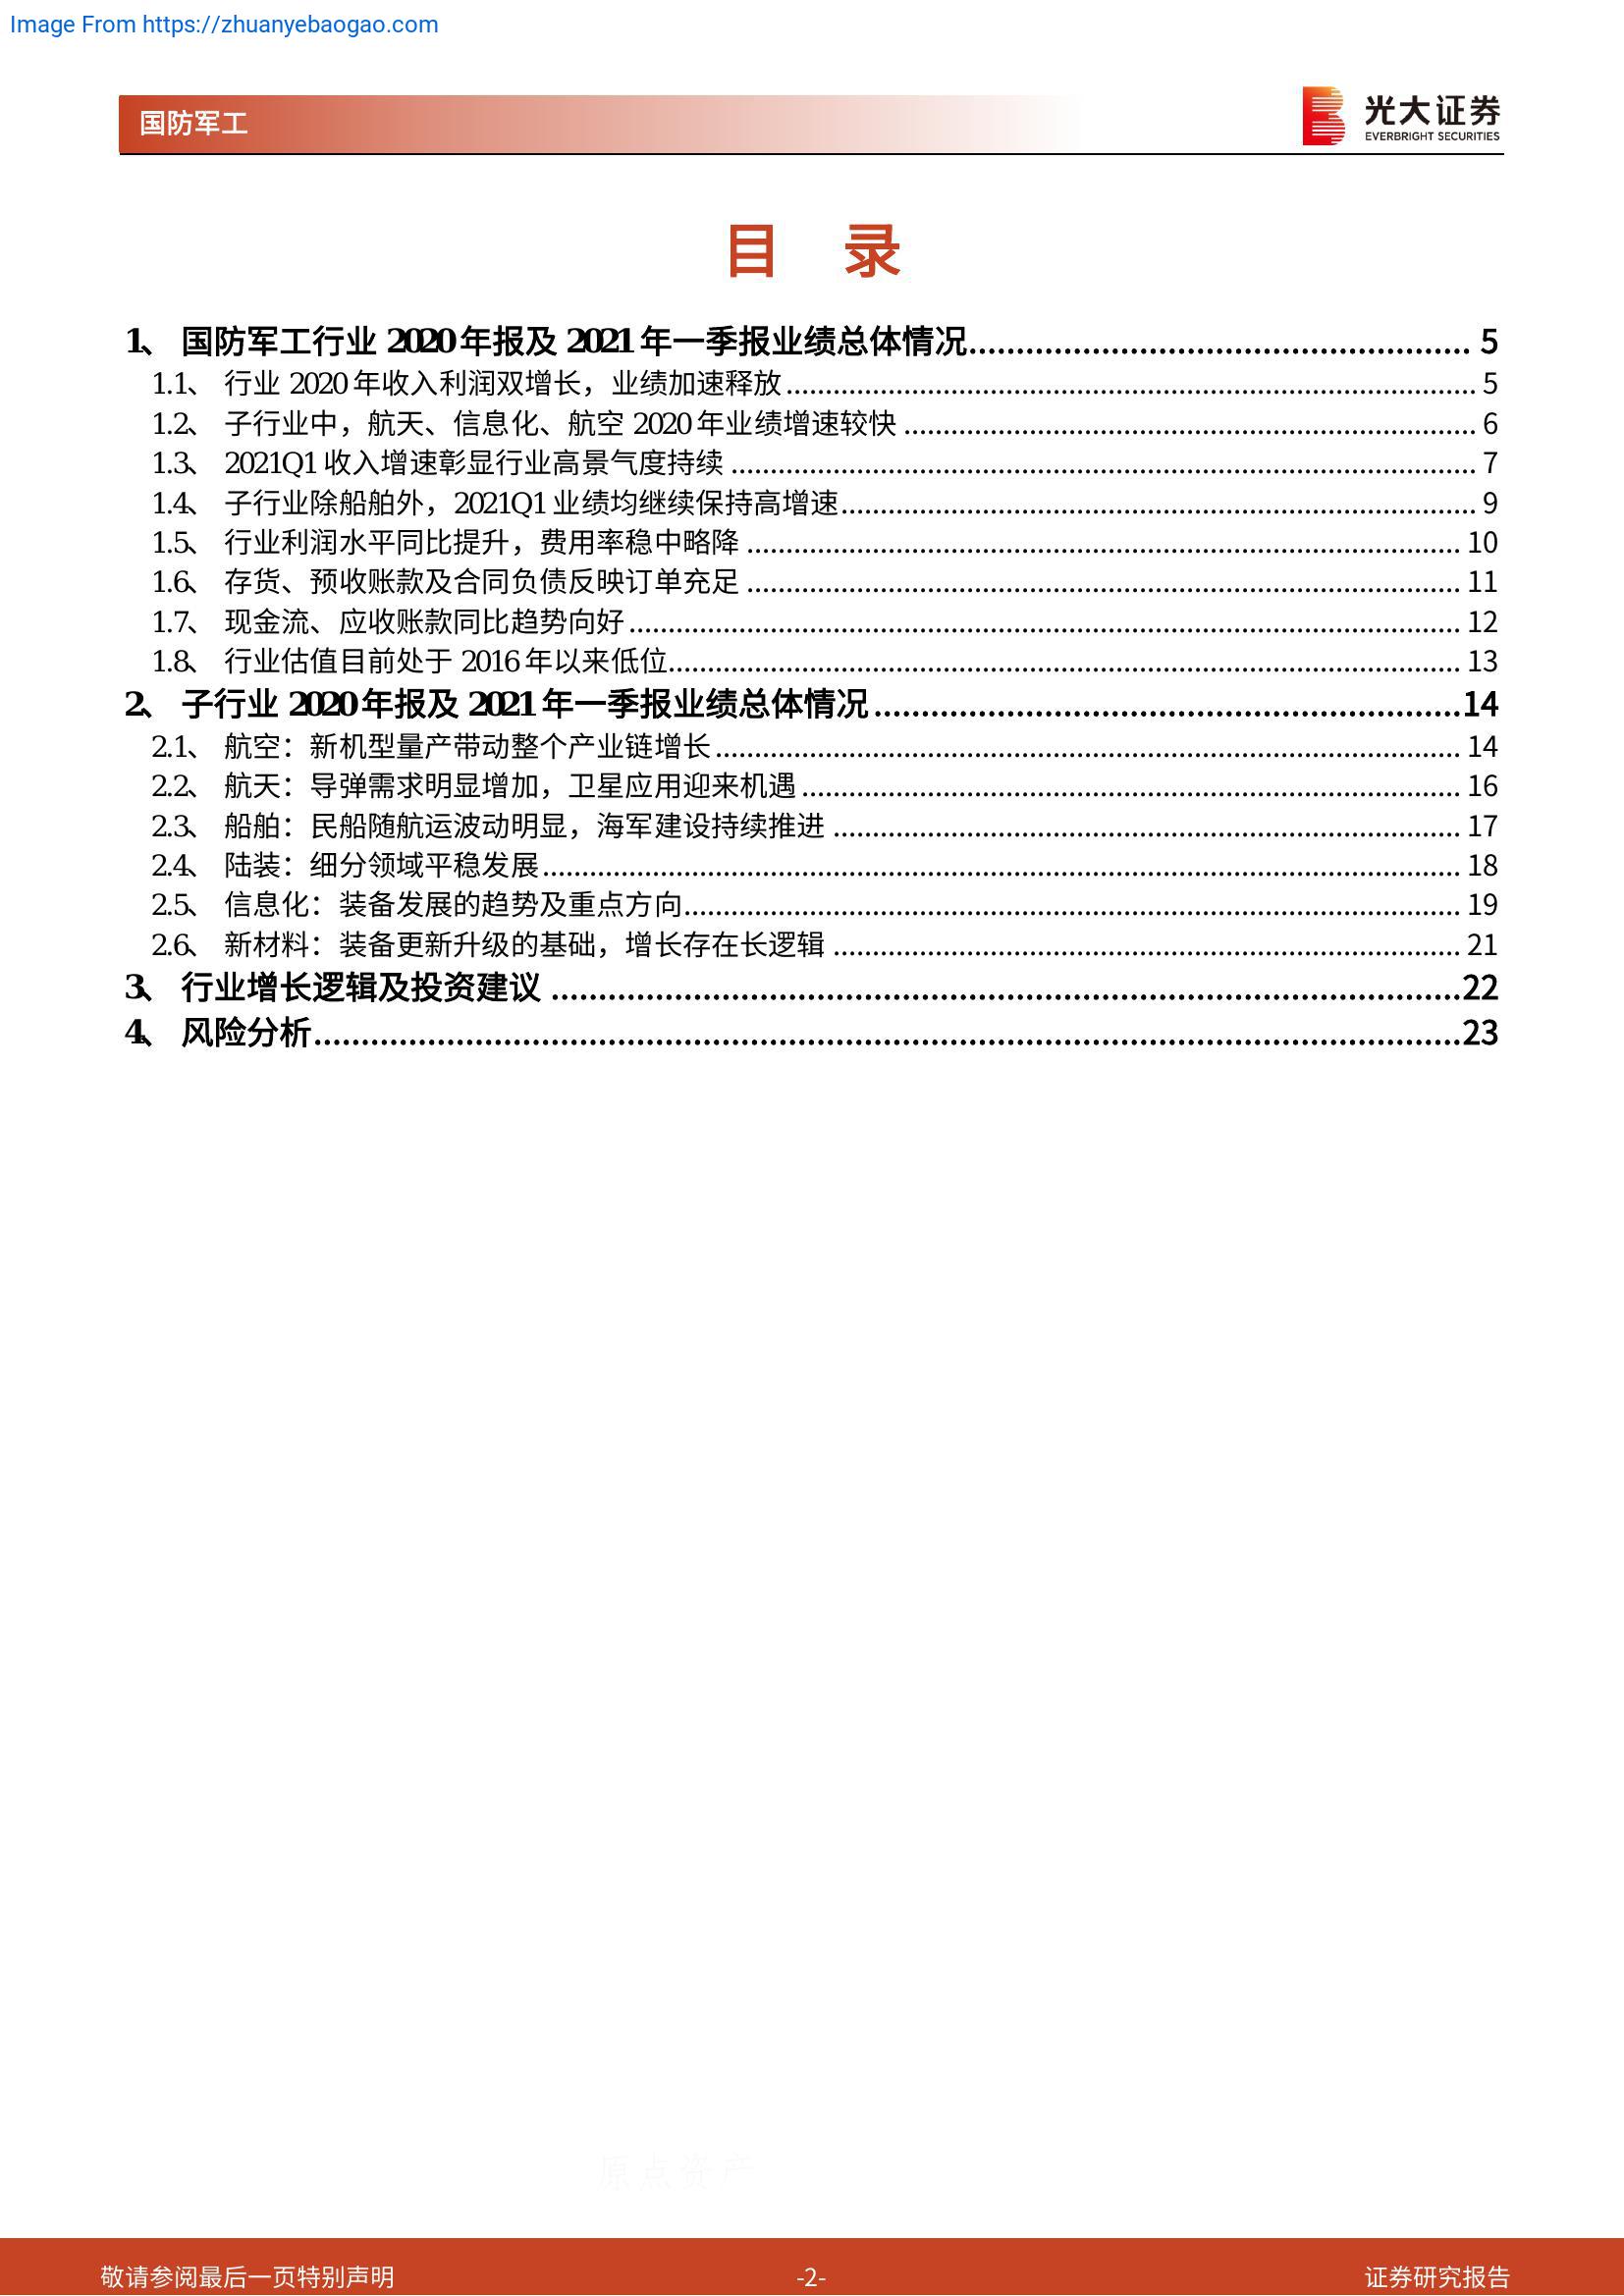 Image From https://zhuanyebaogao.com
国防军工
光大证券
EVERBRIGHT SECURITIES
目 录
1、 国防军工行业 2020 年报及 2021 年一季报业绩总体情况 5
1.1、 行业 2020 年收入利润双增长，业绩加速释放 5
1.2、 子行业中，航天、信息化、航空 2020 年业绩增速较快 6
1.3、 2021Q1 收入增速彰显行业高景气度持续 7
1.4、 子行业除船舶外，2021Q1 业绩均继续保持高增速 9
1.5、 行业利润水平同比提升，费用率稳中略降 10
1.6、 存货、预收账款及合同负债反映订单充足 11
1.7、 现金流、应收账款同比趋势向好 12
1.8、 行业估值目前处于 2016 年以来低位 13
2、 子行业 2020 年报及 2021 年一季报业绩总体情况 14
2.1、 航空：新机型量产带动整个产业链增长 14
2.2、 航天：导弹需求明显增加，卫星应用迎来机遇 16
2.3、 船舶：民船随航运波动明显，海军建设持续推进 17
2.4、 陆装：细分领域平稳发展 18
2.5、 信息化：装备发展的趋势及重点方向 19
2.6、 新材料：装备更新升级的基础，增长存在长逻辑 21
3、 行业增长逻辑及投资建议 22
4、 风险分析 23
原点资产
敬请参阅最后一页特别声明 -2- 证券研究报告